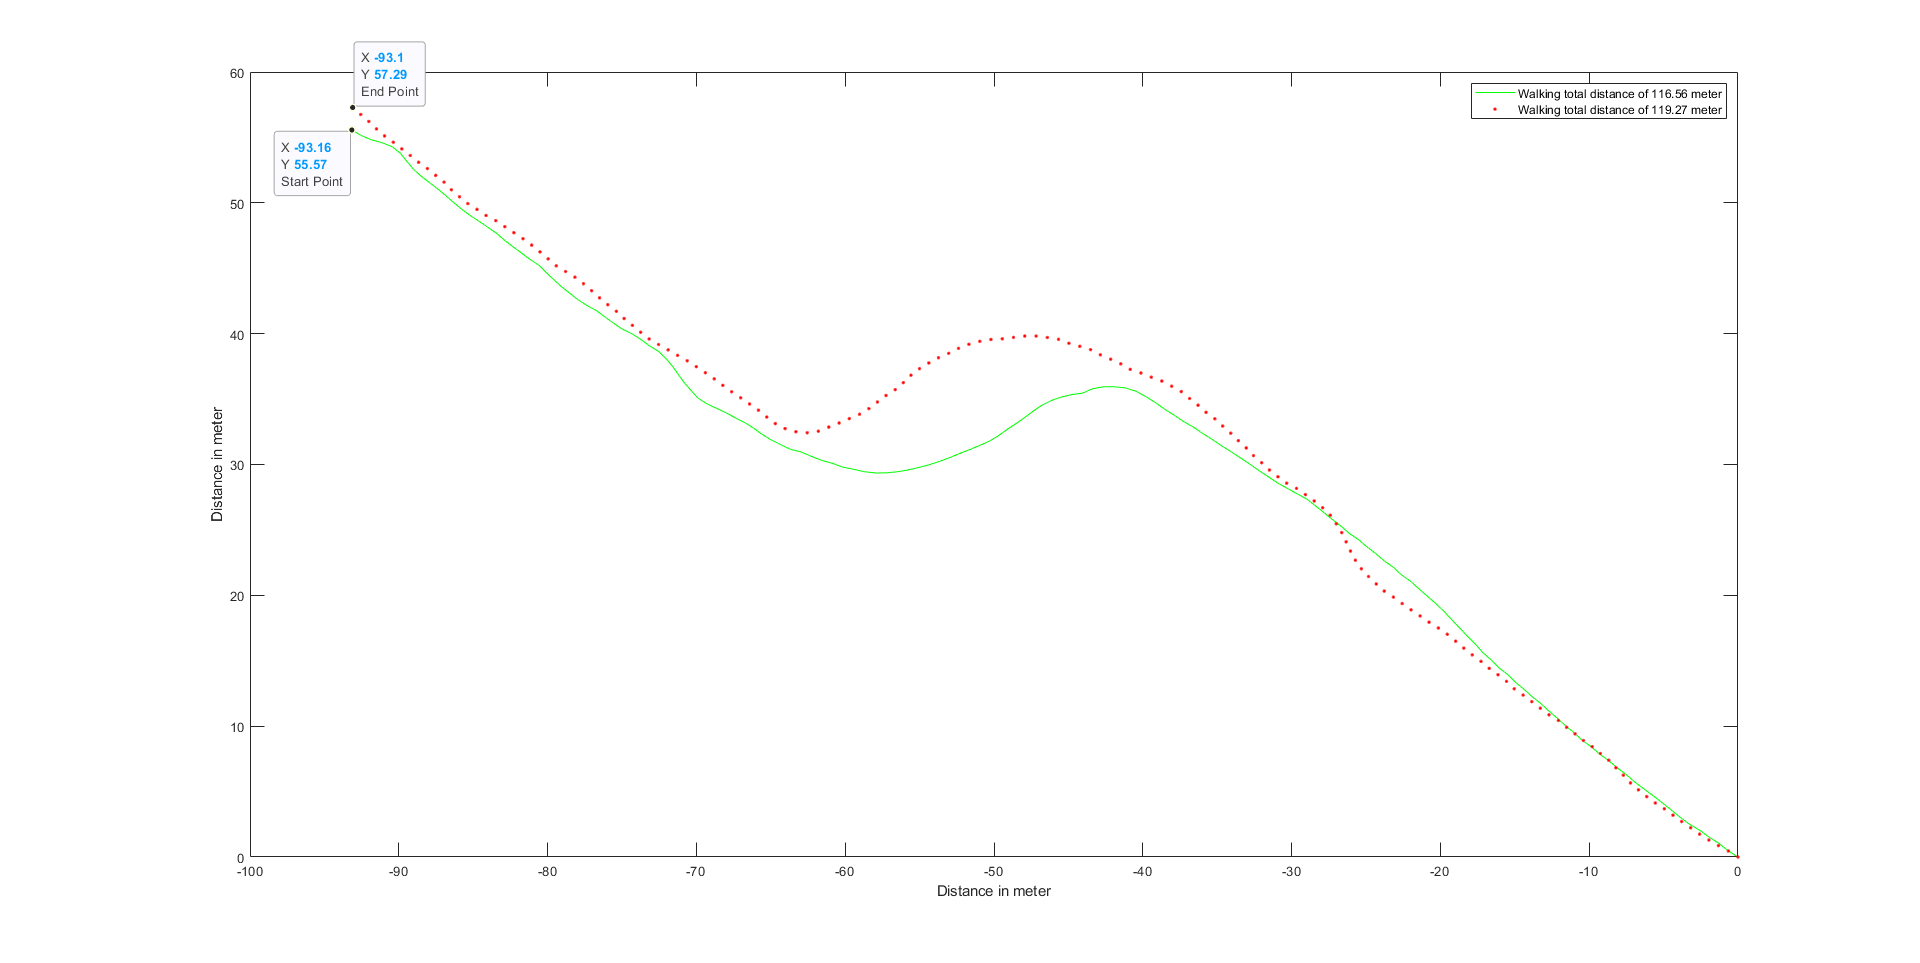 X -93.1
Y 57.29
End Point
X -93.16
Y 55.57
Start Point
Walking total distance of 116.56 meter
Walking total distance of 119.27 meter
60
50
40
30
20
10
0
Distance in meter
-100 -90 -80 -70 -60 -50 -40 -30 -20 -10 0
Distance in meter